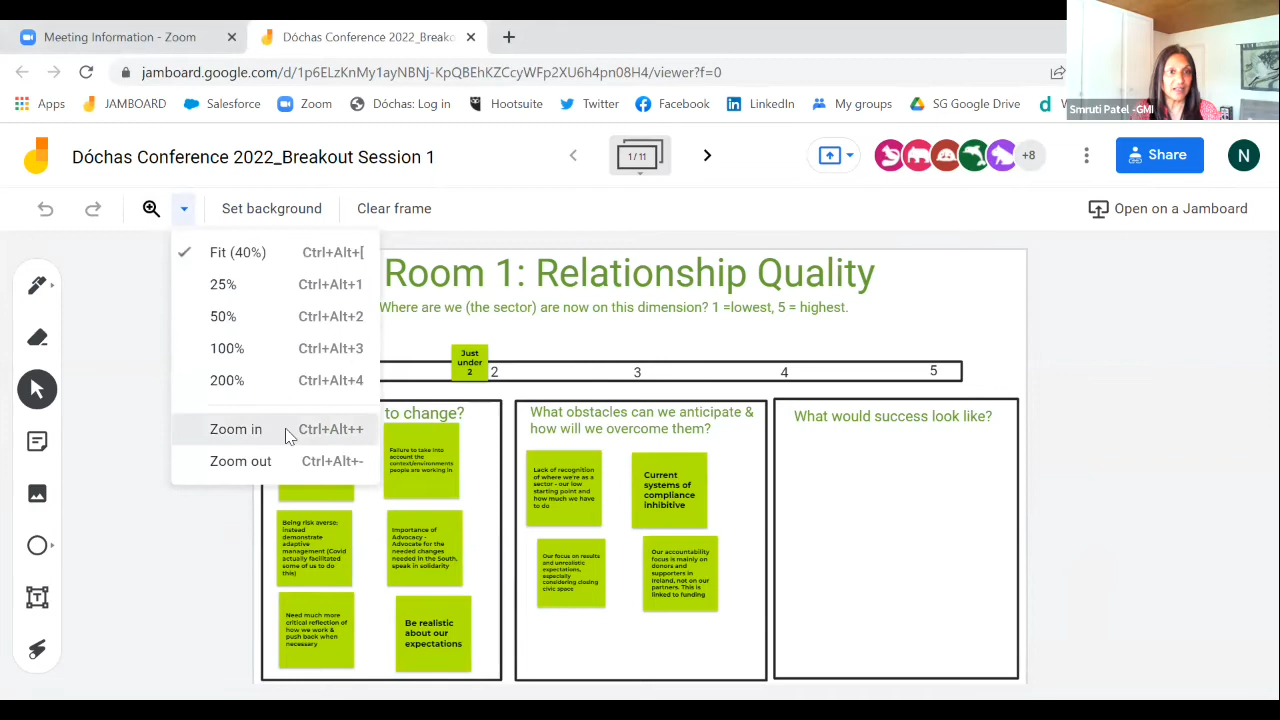 Meeting Information - Zoom
Dóchas Conference 2022_Breako
jamboard.google.com/d/1p6ELzKnMy1ayNBNj-KpQBEhKZCcyWFp2XU6h4pn08H4/viewer?f=0
Apps
JAMBOARD
Salesforce
Zoom
Dóchas: Log in
Hootsuite
Twitter
Facebook
LinkedIn
My groups
SG Google Drive
W
Smruti Patel -GMI
Dóchas Conference 2022_Breakout Session 1
1 / 11
+8
Share
N
Set background
Clear frame
Open on a Jamboard
Fit (40%) Ctrl+Alt+[
25% Ctrl+Alt+1
50% Ctrl+Alt+2
100% Ctrl+Alt+3
200% Ctrl+Alt+4
Zoom in Ctrl+Alt++
Zoom out Ctrl+Alt+-
Room 1: Relationship Quality
Where are we (the sector) are now on this dimension? 1 =lowest, 5 = highest.
Just
under
2
2 3 4 5
to change?
Failure to take into
account the
context/environments
people are working in
Being risk averse:
instead
demonstrate
adaptive
management (Covid
actually facilitated
some of us to do
this)
Importance of
Advocacy -
Advocate for the
needed changes
needed in the South,
speak in solidarity
Need much more
critical reflection of
how we work &
push back when
necessary
Be realistic
about our
expectations
What obstacles can we anticipate &
how will we overcome them?
Lack of recognition
of where we're as a
sector - our low
starting point and
how much we have
to do
Current
systems of
compliance
inhibitive
Our focus on results
and unrealistic
expectations,
especially
considering closing
civic space
Our accountability
focus is mainly on
donors and
supporters in
Ireland, not on our
partners. This is
linked to funding
What would success look like?